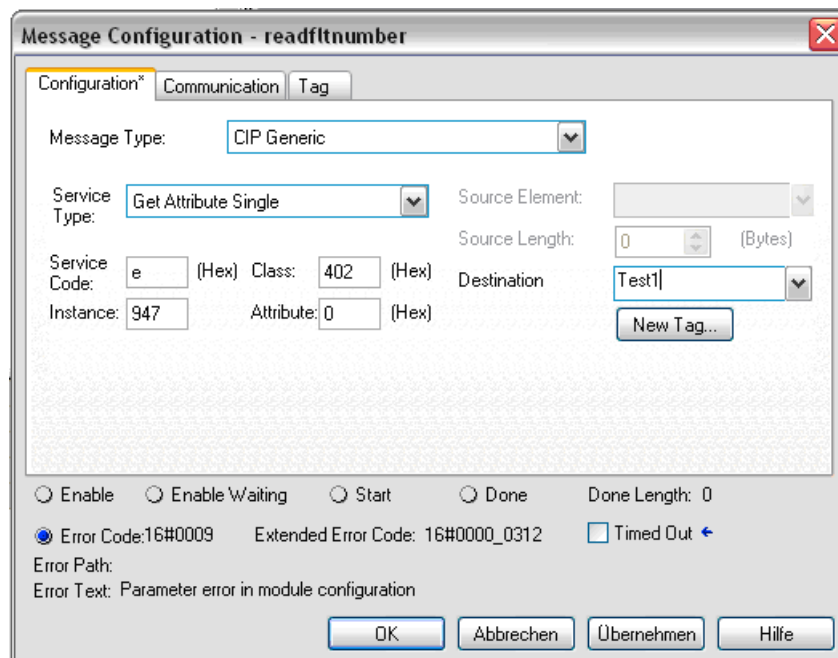 Message Configuration - readfltnumber
Configuration* Communication Tag
Message Type: CIP Generic
Service Type: Get Attribute Single
Source Element:
Source Length: 0 (Bytes)
Service Code: e (Hex) Class: 402 (Hex)
Destination Test1
Instance: 947 Attribute: 0 (Hex)
New Tag...
Enable Enable Waiting Start Done Done Length: 0
Error Code: 16#0009 Extended Error Code: 16#0000_0312 Timed Out
Error Path:
Error Text: Parameter error in module configuration
OK Abbrechen Übernehmen Hilfe